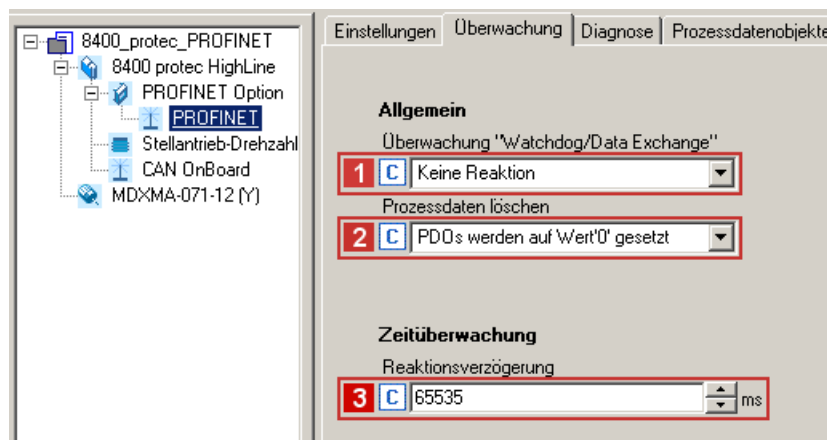 8400_protec_PROFINET
8400 protec HighLine
PROFINET Option
PROFINET
Stellantrieb-Drehzahl
CAN OnBoard
MDXMA-071-12 (Y)
Einstellungen Überwachung Diagnose Prozessdatenobjekte
Allgemein
Überwachung "Watchdog/Data Exchange"
1 C Keine Reaktion
Prozessdaten löschen
2 C PDOs werden auf Wert'0' gesetzt
Zeitüberwachung
Reaktionsverzögerung
3 C 65535 ms